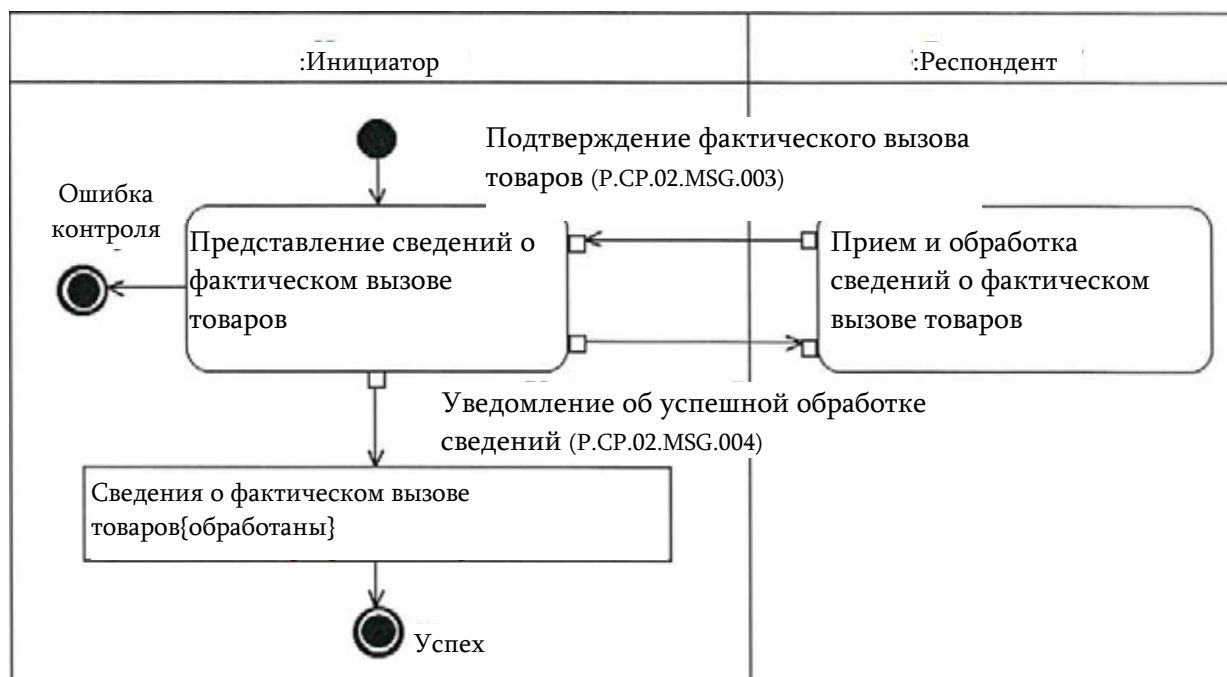 :Инициатор
:Респондент
Подтверждение фактического вызова
товаров (P.CP.02.MSG.003)
Ошибка
контроля
Представление сведений о
фактическом вызове
товаров
Прием и обработка
сведений о фактическом
вызове товаров
Уведомление об успешной обработке
сведений (P.CP.02.MSG.004)
Сведения о фактическом вызове
товаров{обработаны}
Успех